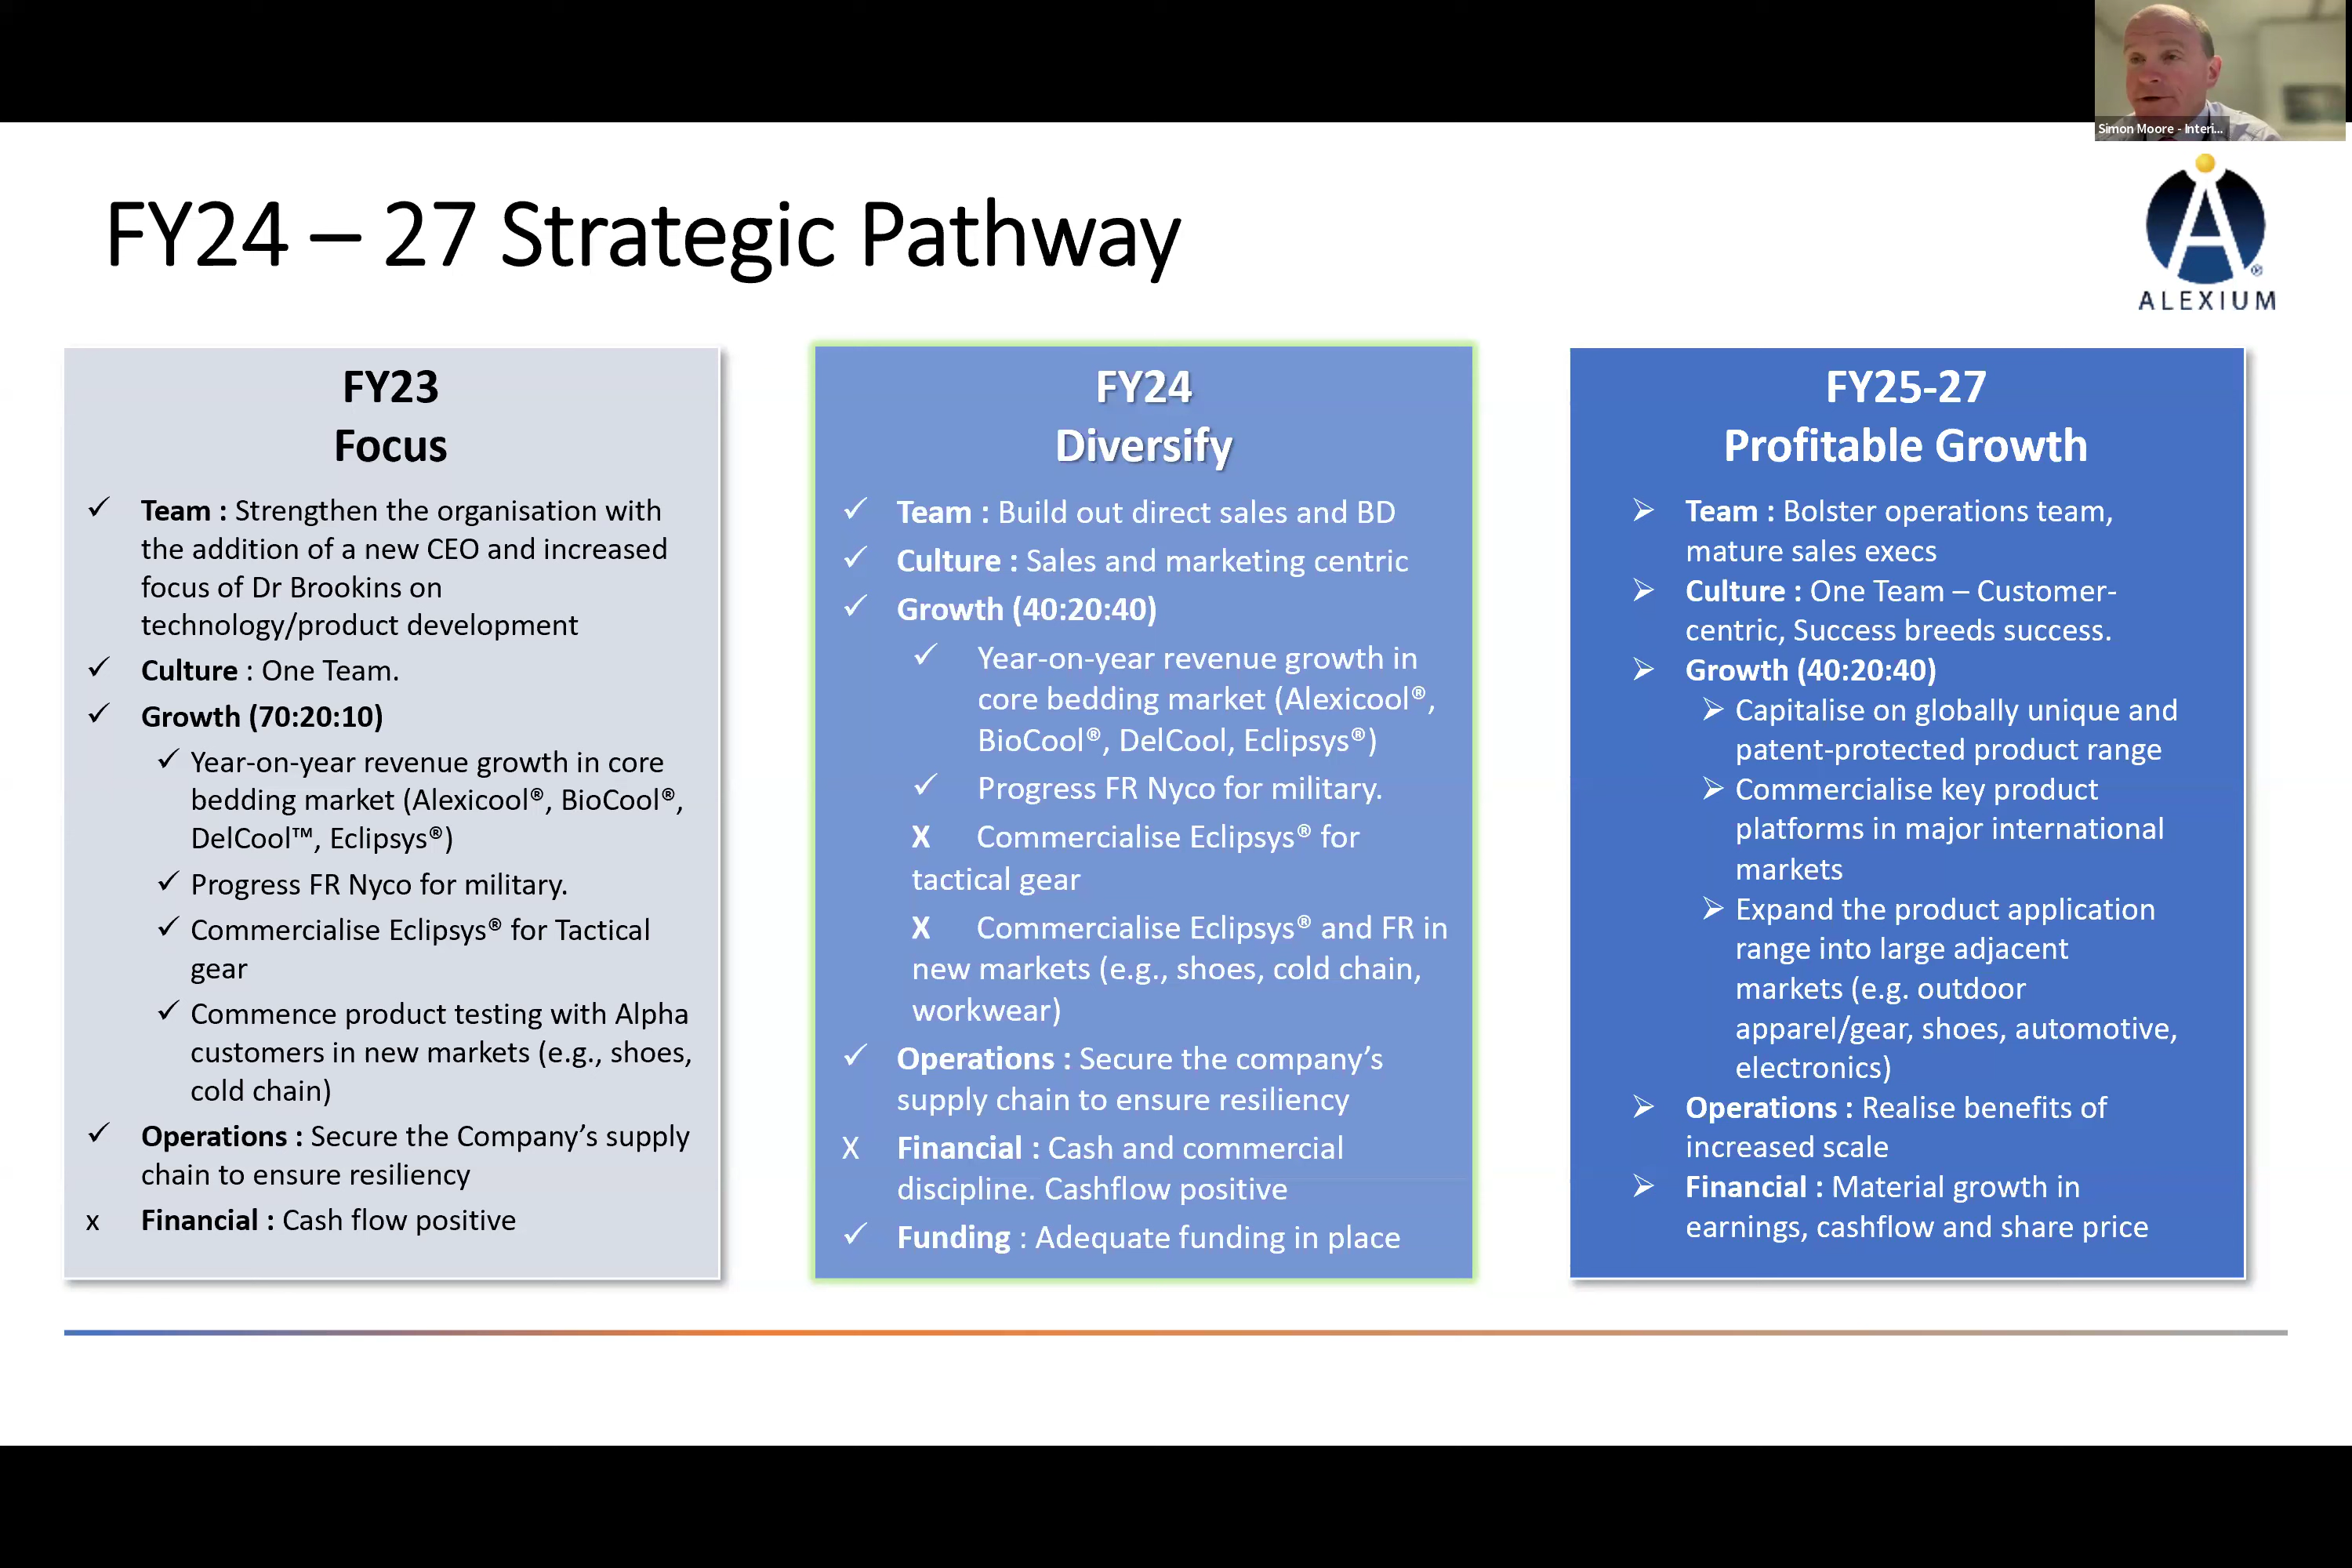 Simon Moore - Interi...
FY24 – 27 Strategic Pathway
ALEXIUM
®
FY23
Focus
✓ Team : Strengthen the organisation with
the addition of a new CEO and increased
focus of Dr Brookins on
technology/product development
✓ Culture : One Team.
✓ Growth (70:20:10)
✓ Year-on-year revenue growth in core
bedding market (Alexicool®, BioCool®,
DelCool™, Eclipsys®)
✓ Progress FR Nyco for military.
✓ Commercialise Eclipsys® for Tactical
gear
✓ Commence product testing with Alpha
customers in new markets (e.g., shoes,
cold chain)
✓ Operations : Secure the Company’s supply
chain to ensure resiliency
x Financial : Cash flow positive
FY24
Diversify
✓ Team : Build out direct sales and BD
✓ Culture : Sales and marketing centric
✓ Growth (40:20:40)
✓ Year-on-year revenue growth in
core bedding market (Alexicool®,
BioCool®, DelCool, Eclipsys®)
✓ Progress FR Nyco for military.
X Commercialise Eclipsys® for
tactical gear
X Commercialise Eclipsys® and FR in
new markets (e.g., shoes, cold chain,
workwear)
✓ Operations : Secure the company’s
supply chain to ensure resiliency
X Financial : Cash and commercial
discipline. Cashflow positive
✓ Funding : Adequate funding in place
FY25-27
Profitable Growth
➢ Team : Bolster operations team,
mature sales execs
➢ Culture : One Team – Customer-
centric, Success breeds success.
➢ Growth (40:20:40)
➢ Capitalise on globally unique and
patent-protected product range
➢ Commercialise key product
platforms in major international
markets
➢ Expand the product application
range into large adjacent
markets (e.g. outdoor
apparel/gear, shoes, automotive,
electronics)
➢ Operations : Realise benefits of
increased scale
➢ Financial : Material growth in
earnings, cashflow and share price